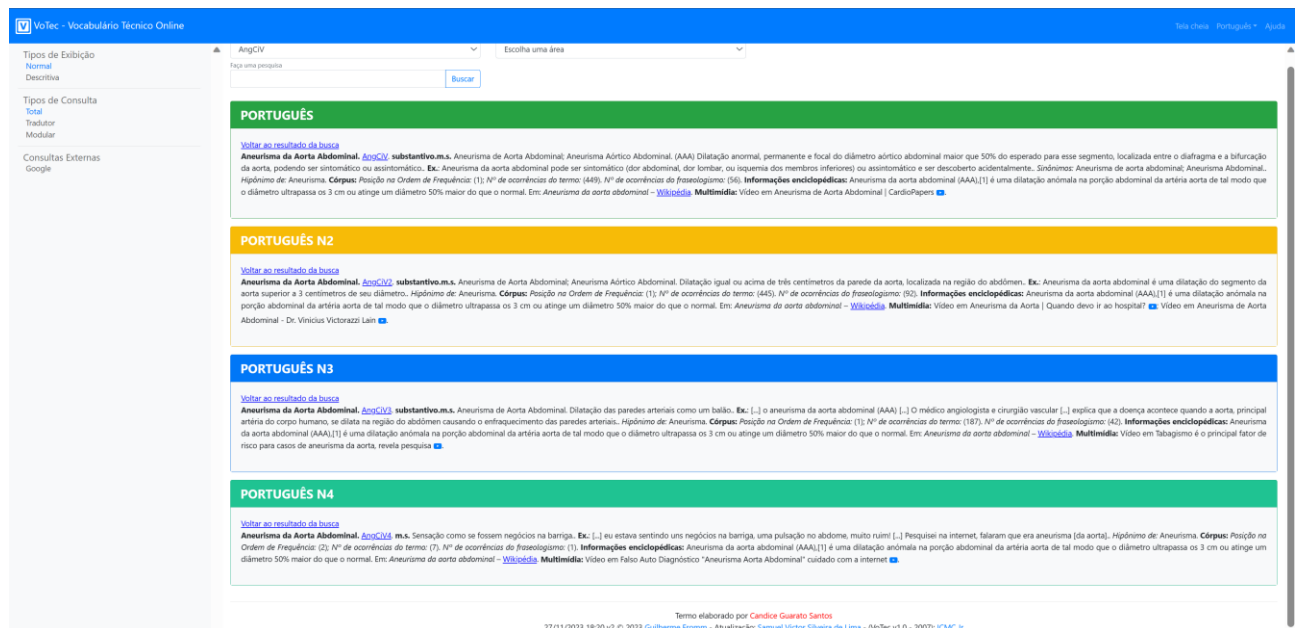 VoTec - Vocabulário Técnico Online
Tela cheia Português Ajuda
Tipos de Exibição
Normal
Descritiva
Tipos de Consulta
Total
Tradutor
Modular
Consultas Externas
Google
AngCiV
Escolha uma área
Faça uma pesquisa
Buscar
PORTUGUÊS
Voltar ao resultado da busca
Aneurisma da Aorta Abdominal. AngCiV. substantivo.m.s. Aneurisma de Aorta Abdominal; Aneurisma Aórtico Abdominal. (AAA) Dilatação anormal, permanente e focal do diâmetro aórtico abdominal maior que 50% do esperado para esse segmento, localizada entre o diafragma e a bifurcação
da aorta, podendo ser sintomático ou assintomático.. Ex.: Aneurisma da aorta abdominal pode ser sintomático (dor abdominal, dor lombar, ou isquemia dos membros inferiores) ou assintomático e ser descoberto acidentalmente.. Sinônimos: Aneurisma de aorta abdominal; Aneurisma Abdominal..
Hipônimo de: Aneurisma. Córpus: Posição na Ordem de Frequência: (1); Nº de ocorrências do termo: (449). Nº de ocorrências do fraseologismo: (56). Informações enciclopédicas: Aneurisma da aorta abdominal (AAA),[1] é uma dilatação anómala na porção abdominal da artéria aorta de tal modo que
o diâmetro ultrapassa os 3 cm ou atinge um diâmetro 50% maior do que o normal. Em: Aneurisma da aorta abdominal – Wikipédia. Multimídia: Vídeo em Aneurisma de Aorta Abdominal | CardioPapers .
PORTUGUÊS N2
Voltar ao resultado da busca
Aneurisma da Aorta Abdominal. AngCiV2. substantivo.m.s. Aneurisma de Aorta Abdominal; Aneurisma Aórtico Abdominal. Dilatação igual ou acima de três centímetros da parede da aorta, localizada na região do abdômen.. Ex.: Aneurisma da aorta abdominal é uma dilatação do segmento da
aorta superior a 3 centímetros de seu diâmetro.. Hipônimo de: Aneurisma. Córpus: Posição na Ordem de Frequência: (1); Nº de ocorrências do termo: (445). Nº de ocorrências do fraseologismo: (92). Informações enciclopédicas: Aneurisma da aorta abdominal (AAA),[1] é uma dilatação anómala na
porção abdominal da artéria aorta de tal modo que o diâmetro ultrapassa os 3 cm ou atinge um diâmetro 50% maior do que o normal. Em: Aneurisma da aorta abdominal – Wikipédia. Multimídia: Vídeo em Aneurisma da Aorta | Quando devo ir ao hospital? ; Vídeo em Aneurisma de Aorta
Abdominal - Dr. Vinicius Victorazzi Lain .
PORTUGUÊS N3
Voltar ao resultado da busca
Aneurisma da Aorta Abdominal. AngCiV3. substantivo.m.s. Aneurisma de Aorta Abdominal. Dilatação das paredes arteriais como um balão.. Ex.: [...] o aneurisma da aorta abdominal (AAA) [...] O médico angiologista e cirurgião vascular [...] explica que a doença acontece quando a aorta, principal
artéria do corpo humano, se dilata na região do abdômen causando o enfraquecimento das paredes arteriais.. Hipônimo de: Aneurisma. Córpus: Posição na Ordem de Frequência: (1); Nº de ocorrências do termo: (187). Nº de ocorrências do fraseologismo: (42). Informações enciclopédicas: Aneurisma
da aorta abdominal (AAA),[1] é uma dilatação anómala na porção abdominal da artéria aorta de tal modo que o diâmetro ultrapassa os 3 cm ou atinge um diâmetro 50% maior do que o normal. Em: Aneurisma da aorta abdominal – Wikipédia. Multimídia: Vídeo em Tabagismo é o principal fator de
risco para casos de aneurisma da aorta, revela pesquisa .
PORTUGUÊS N4
Voltar ao resultado da busca
Aneurisma da Aorta Abdominal. AngCiV4. m.s. Sensação como se fossem negócios na barriga.. Ex.: [...] eu estava sentindo uns negócios na barriga, uma pulsação no abdome, muito ruim! [...] Pesquisei na internet, falaram que era aneurisma [da aorta].. Hipônimo de: Aneurisma. Córpus: Posição na
Ordem de Frequência: (2); Nº de ocorrências do termo: (7). Nº de ocorrências do fraseologismo: (1). Informações enciclopédicas: Aneurisma da aorta abdominal (AAA),[1] é uma dilatação anómala na porção abdominal da artéria aorta de tal modo que o diâmetro ultrapassa os 3 cm ou atinge um
diâmetro 50% maior do que o normal. Em: Aneurisma da aorta abdominal – Wikipédia. Multimídia: Vídeo em Falso Auto Diagnóstico "Aneurisma Aorta Abdominal" cuidado com a internet .
Termo elaborado por Candice Guarato Santos
27/11/2023 18:20 v2 © 2023 Guilherme Fromm - Atualização: Samuel Victor Silveira de Lima - (VoTec v1.0 - 2007): ICMC Jr